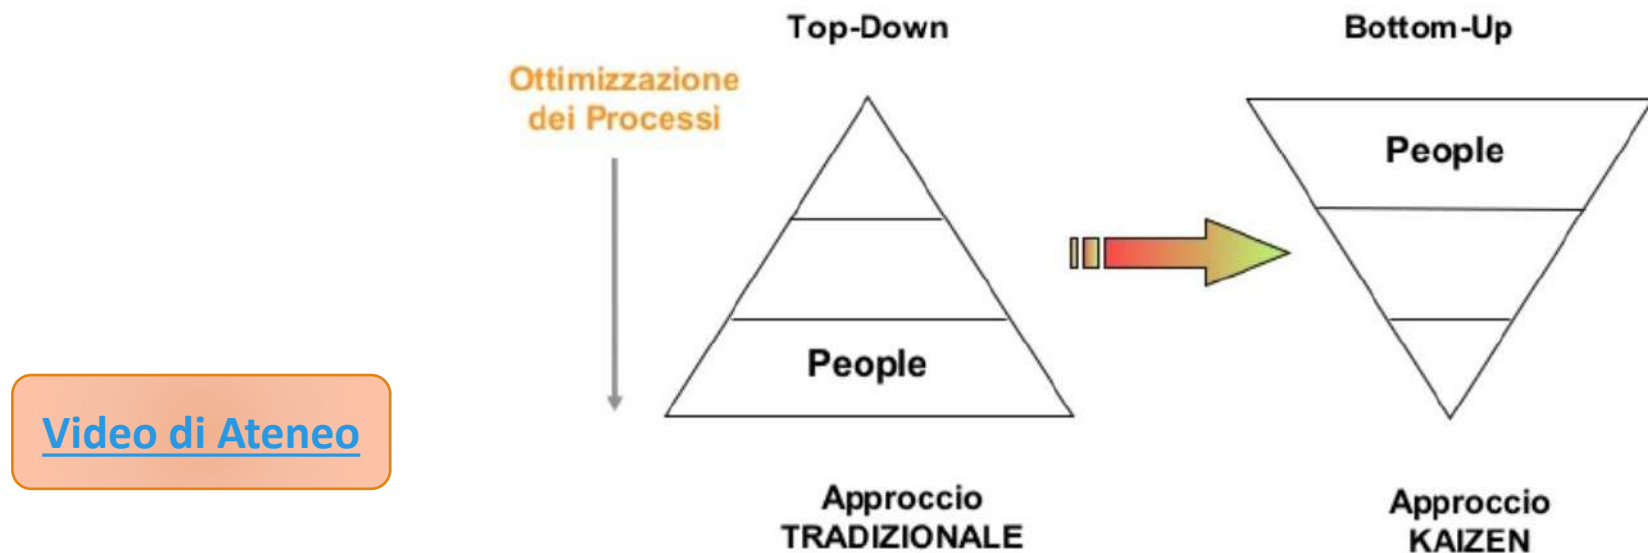 Top-Down
Bottom-Up
Ottimizzazione
dei Processi
People
People
Video di Ateneo
Approccio
TRADIZIONALE
Approccio
KAIZEN